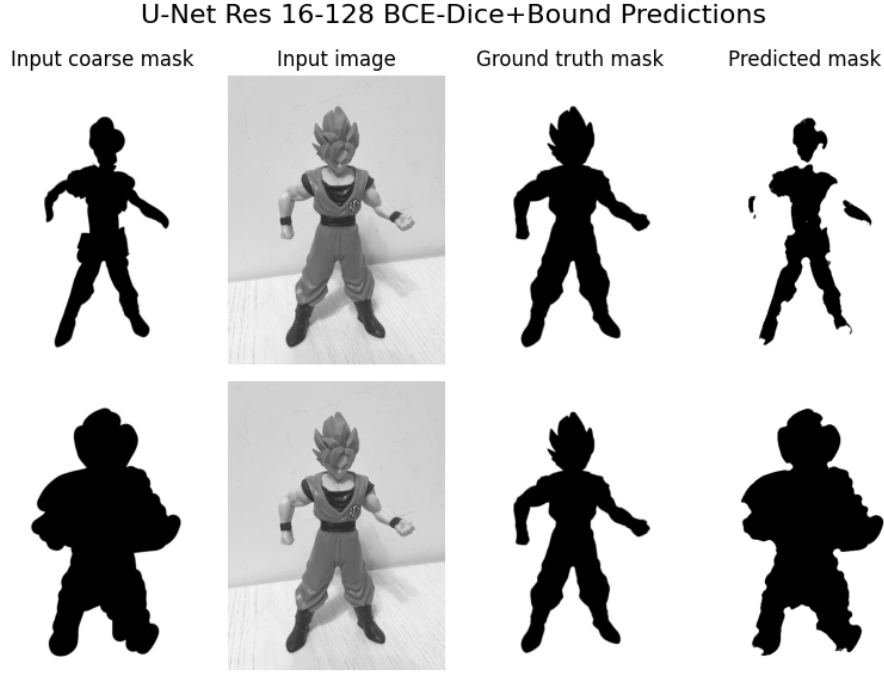 U-Net Res 16-128 BCE-Dice+Bound Predictions
Input coarse mask
Input image
Ground truth mask
Predicted mask